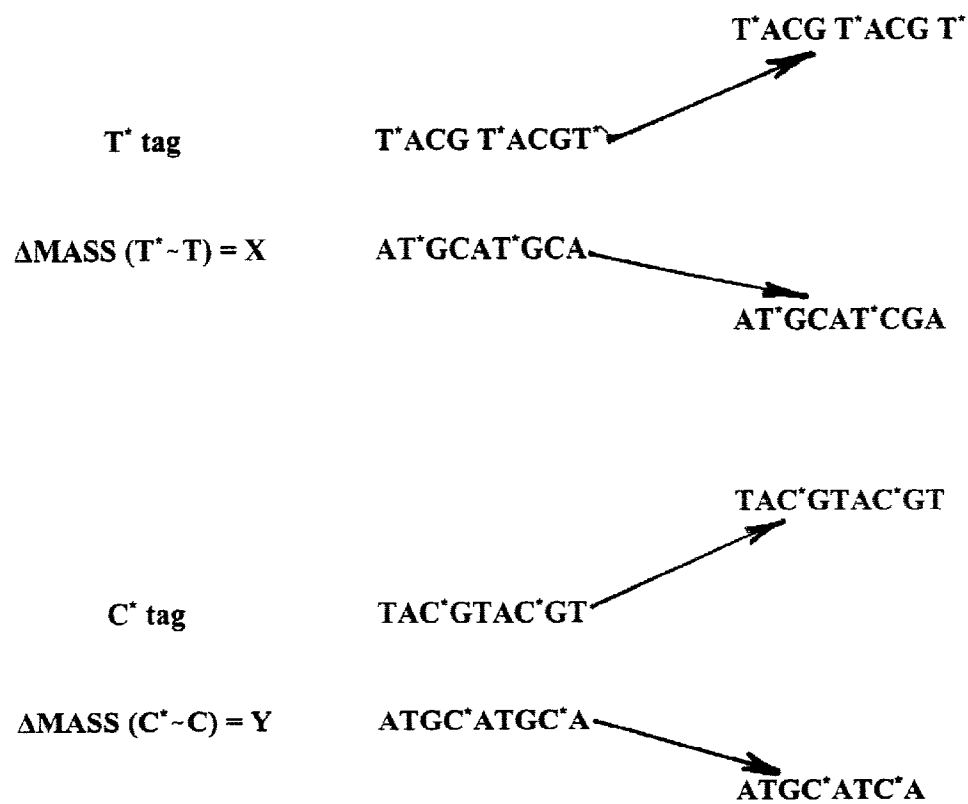 T*ACG T*ACG T*
T* tag
T*ACG T*ACGT*
ΔMASS (T*~T) = X
AT*GCAT*GCA
AT*GCAT*CGA
TAC*GTAC*GT
C* tag
TAC*GTAC*GT
ΔMASS (C*~C) = Y
ATGC*ATGC*A
ATGC*ATC*A